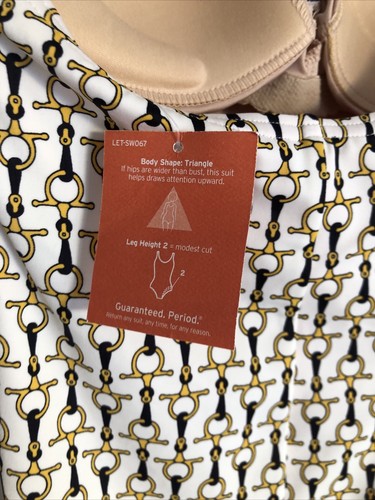 LET-SW067
Body Shape: Triangle
If hips are wider than bust, this suit
helps draws attention upward.
Leg Height 2 = modest cut
2
Guaranteed. Period.®
Return any suit, any time, for any reason.